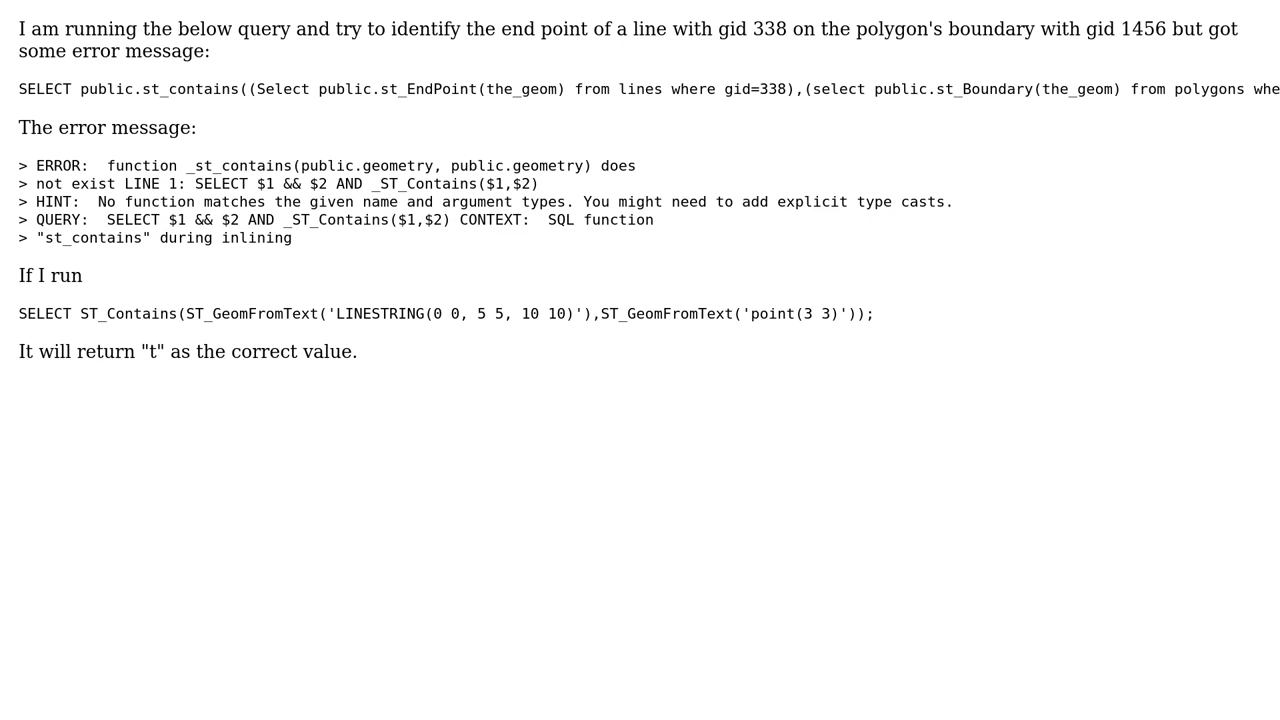 I am running the below query and try to identify the end point of a line with gid 338 on the polygon's boundary with gid 1456 but got
some error message:
SELECT public.st_contains((Select public.st_EndPoint(the_geom) from lines where gid=338),(select public.st_Boundary(the_geom) from polygons whe
The error message:
> ERROR:  function _st_contains(public.geometry, public.geometry) does
> not exist LINE 1: SELECT $1 && $2 AND _ST_Contains($1,$2)
> HINT:  No function matches the given name and argument types. You might need to add explicit type casts.
> QUERY:  SELECT $1 && $2 AND _ST_Contains($1,$2) CONTEXT:  SQL function
> "st_contains" during inlining
If I run
SELECT ST_Contains(ST_GeomFromText('LINESTRING(0 0, 5 5, 10 10)'),ST_GeomFromText('point(3 3)'));
It will return "t" as the correct value.